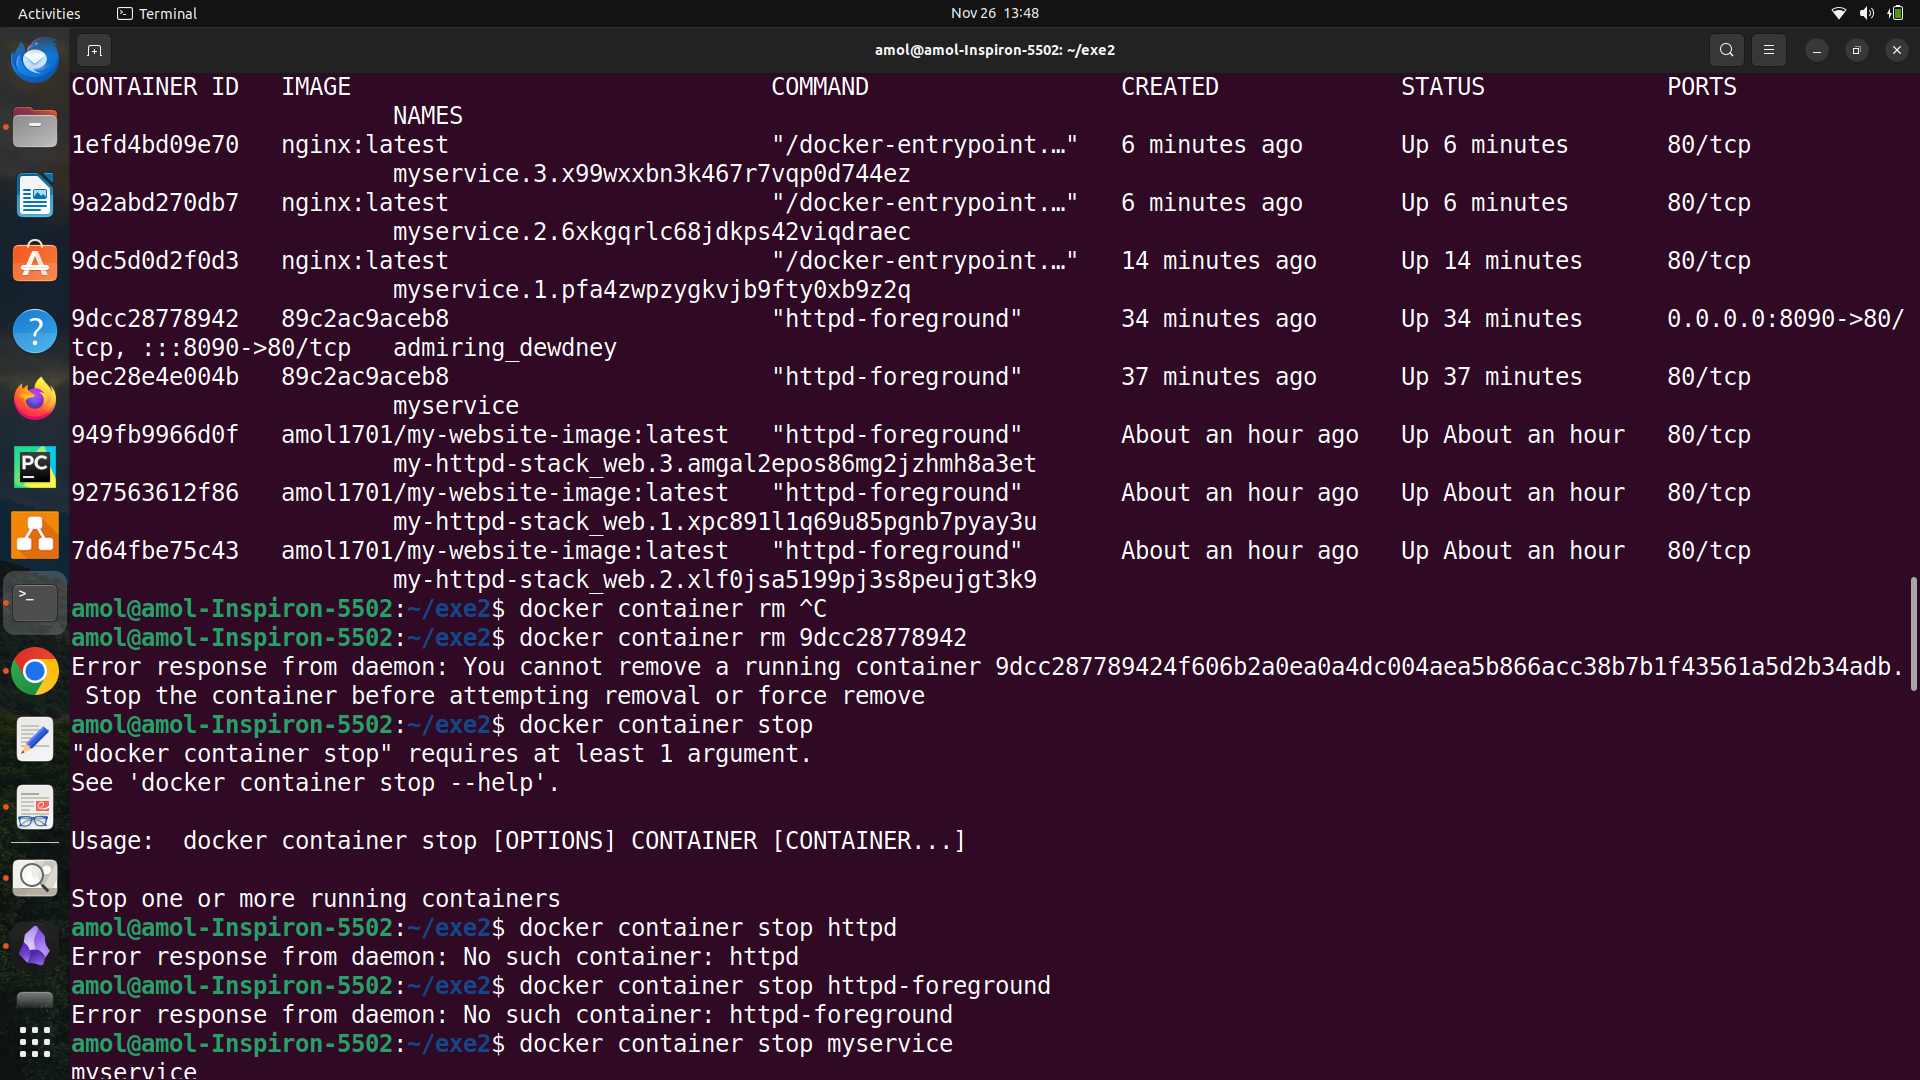 Activities
Terminal
Nov 26 13:48
amol@amol-Inspiron-5502: ~/exe2
CONTAINER ID   IMAGE                              COMMAND                  CREATED             STATUS             PORTS
                       NAMES
1efd4bd09e70   nginx:latest                       "/docker-entrypoint.…"   6 minutes ago       Up 6 minutes       80/tcp
                       myservice.3.x99wxxbn3k467r7vqp0d744ez
9a2abd270db7   nginx:latest                       "/docker-entrypoint.…"   6 minutes ago       Up 6 minutes       80/tcp
                       myservice.2.6xkgqrlc68jdkps42viqdraec
9dc5d0d2f0d3   nginx:latest                       "/docker-entrypoint.…"   14 minutes ago      Up 14 minutes      80/tcp
                       myservice.1.pfa4zwpzygkvjb9fty0xb9z2q
9dcc28778942   89c2ac9aceb8                       "httpd-foreground"       34 minutes ago      Up 34 minutes      0.0.0.0:8090->80/
tcp, :::8090->80/tcp   admiring_dewdney
bec28e4e004b   89c2ac9aceb8                       "httpd-foreground"       37 minutes ago      Up 37 minutes      80/tcp
                       myservice
949fb9966d0f   amol1701/my-website-image:latest   "httpd-foreground"       About an hour ago   Up About an hour   80/tcp
                       my-httpd-stack_web.3.amgal2epos86mg2jzhmh8a3et
927563612f86   amol1701/my-website-image:latest   "httpd-foreground"       About an hour ago   Up About an hour   80/tcp
                       my-httpd-stack_web.1.xpc891l1q69u85pgnb7pyay3u
7d64fbe75c43   amol1701/my-website-image:latest   "httpd-foreground"       About an hour ago   Up About an hour   80/tcp
                       my-httpd-stack_web.2.xlf0jsa5199pj3s8peujgt3k9
amol@amol-Inspiron-5502:~/exe2$ docker container rm ^C
amol@amol-Inspiron-5502:~/exe2$ docker container rm 9dcc28778942
Error response from daemon: You cannot remove a running container 9dcc287789424f606b2a0ea0a4dc004aea5b866acc38b7b1f43561a5d2b34adb.
 Stop the container before attempting removal or force remove
amol@amol-Inspiron-5502:~/exe2$ docker container stop
"docker container stop" requires at least 1 argument.
See 'docker container stop --help'.
Usage:  docker container stop [OPTIONS] CONTAINER [CONTAINER...]
Stop one or more running containers
amol@amol-Inspiron-5502:~/exe2$ docker container stop httpd
Error response from daemon: No such container: httpd
amol@amol-Inspiron-5502:~/exe2$ docker container stop httpd-foreground
Error response from daemon: No such container: httpd-foreground
amol@amol-Inspiron-5502:~/exe2$ docker container stop myservice
myservice
PC